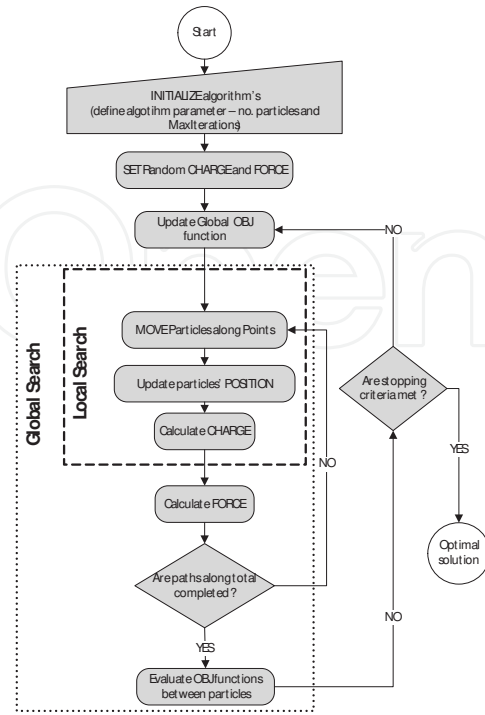 Start
INITIALIZE algorithm's
(define algotihm parameter – no. particles and
MaxIterations)
SET Random CHARGE and FORCE
Update Global OBJ
function
NO
Open
Global Search
Local Search
MOVE Particles along Points
Update particles' POSITION
Calculate CHARGE
NO
Are stopping
criteria met ?
YES
Calculate FORCE
Optimal
solution
Are paths along total
completed ?
NO
YES
Evaluate OBJ functions
between particles